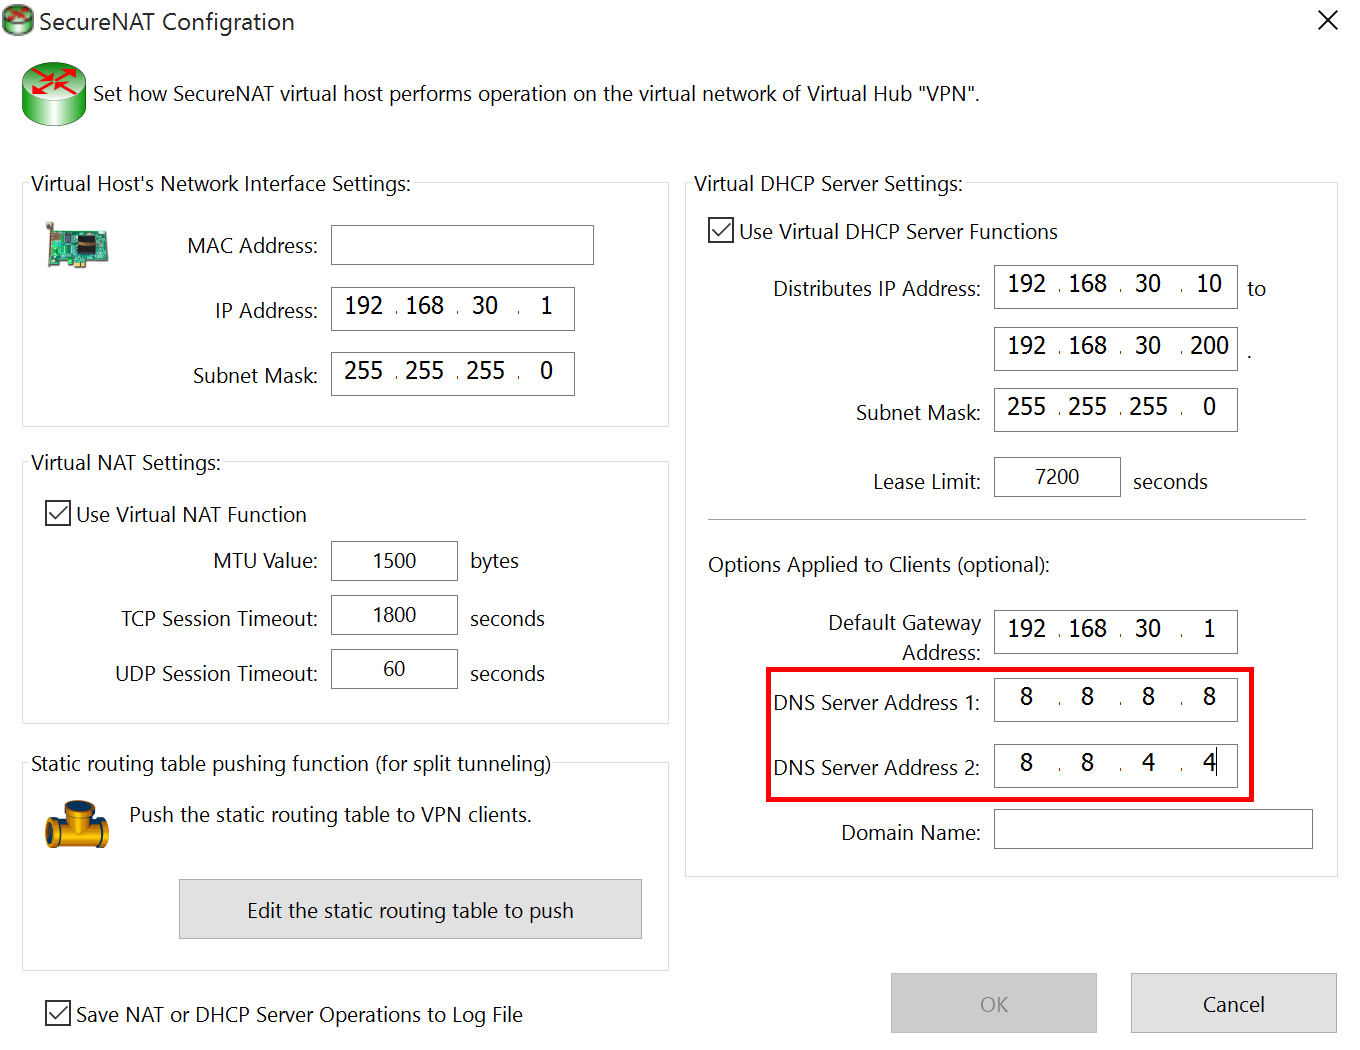 SecureNAT Configration
Set how SecureNAT virtual host performs operation on the virtual network of Virtual Hub "VPN".
Virtual Host's Network Interface Settings:
MAC Address:
IP Address: 192 . 168 . 30 . 1
Subnet Mask: 255 . 255 . 255 . 0
Virtual NAT Settings:
Use Virtual NAT Function
MTU Value: 1500 bytes
TCP Session Timeout: 1800 seconds
UDP Session Timeout: 60 seconds
Static routing table pushing function (for split tunneling)
Push the static routing table to VPN clients.
Edit the static routing table to push
Save NAT or DHCP Server Operations to Log File
Virtual DHCP Server Settings:
Use Virtual DHCP Server Functions
Distributes IP Address: 192 . 168 . 30 . 10 to
192 . 168 . 30 . 200 .
Subnet Mask: 255 . 255 . 255 . 0
Lease Limit: 7200 seconds
Options Applied to Clients (optional):
Default Gateway
Address: 192 . 168 . 30 . 1
DNS Server Address 1: 8 . 8 . 8 . 8
DNS Server Address 2: 8 . 8 . 4 . 4
Domain Name:
OK
Cancel